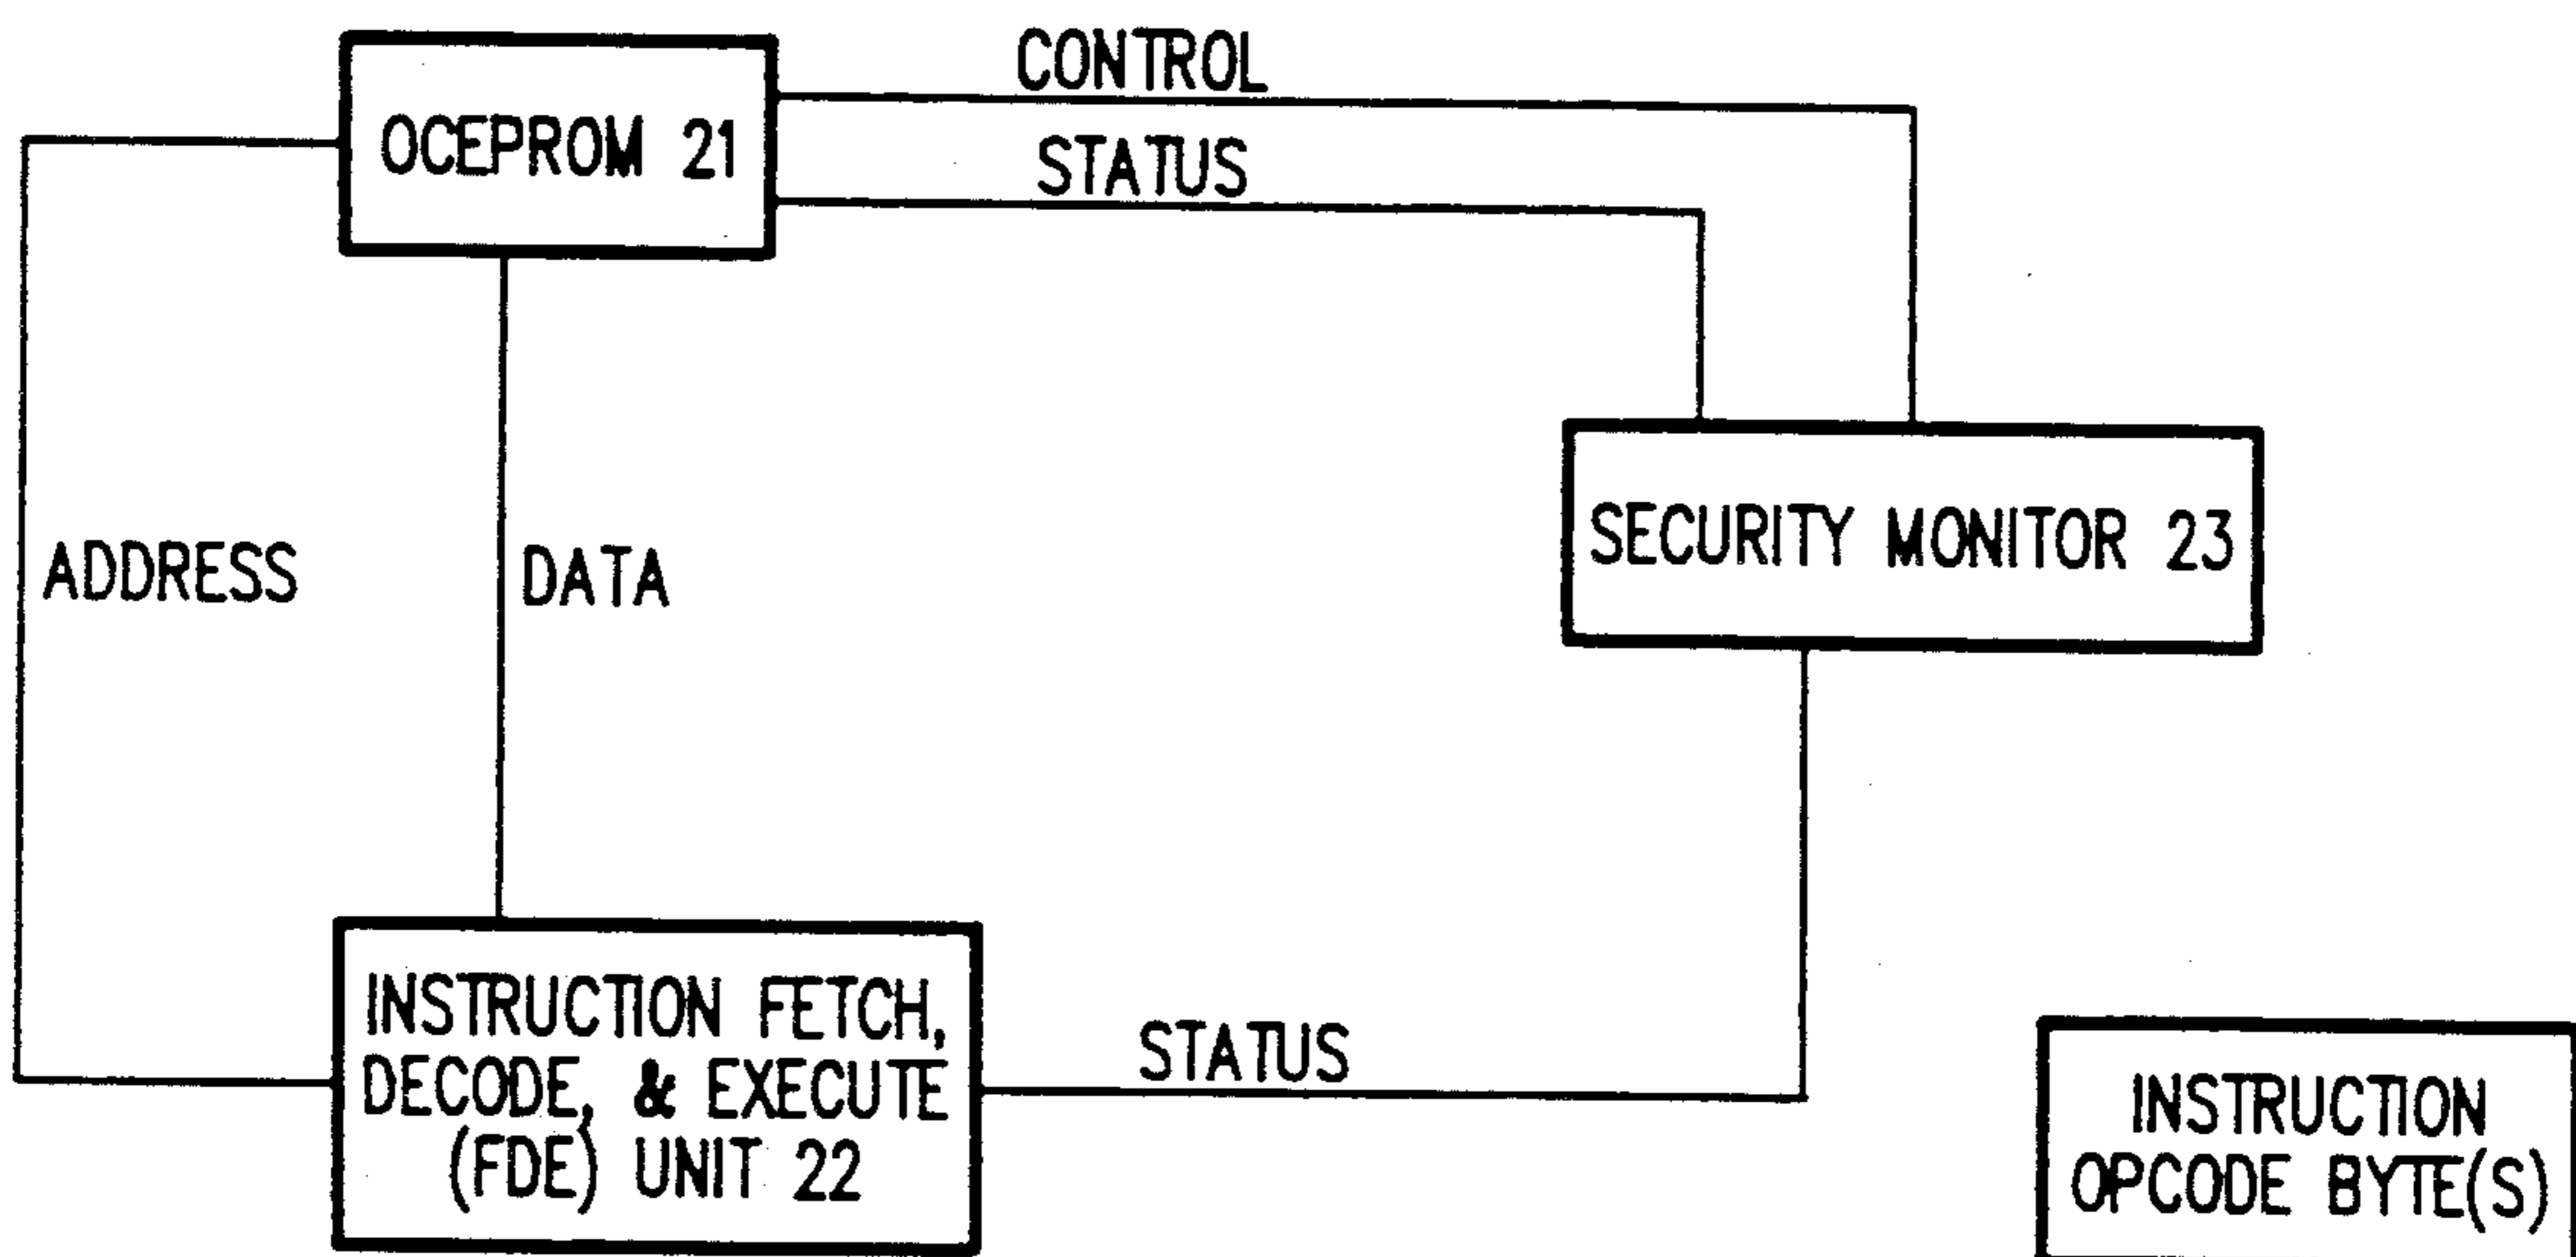 CONTROL
OCEPROM 21
STATUS
SECURITY MONITOR 23
ADDRESS
DATA
INSTRUCTION FETCH,
DECODE, & EXECUTE
(FDE) UNIT 22
STATUS
INSTRUCTION
OPCODE BYTE(S)